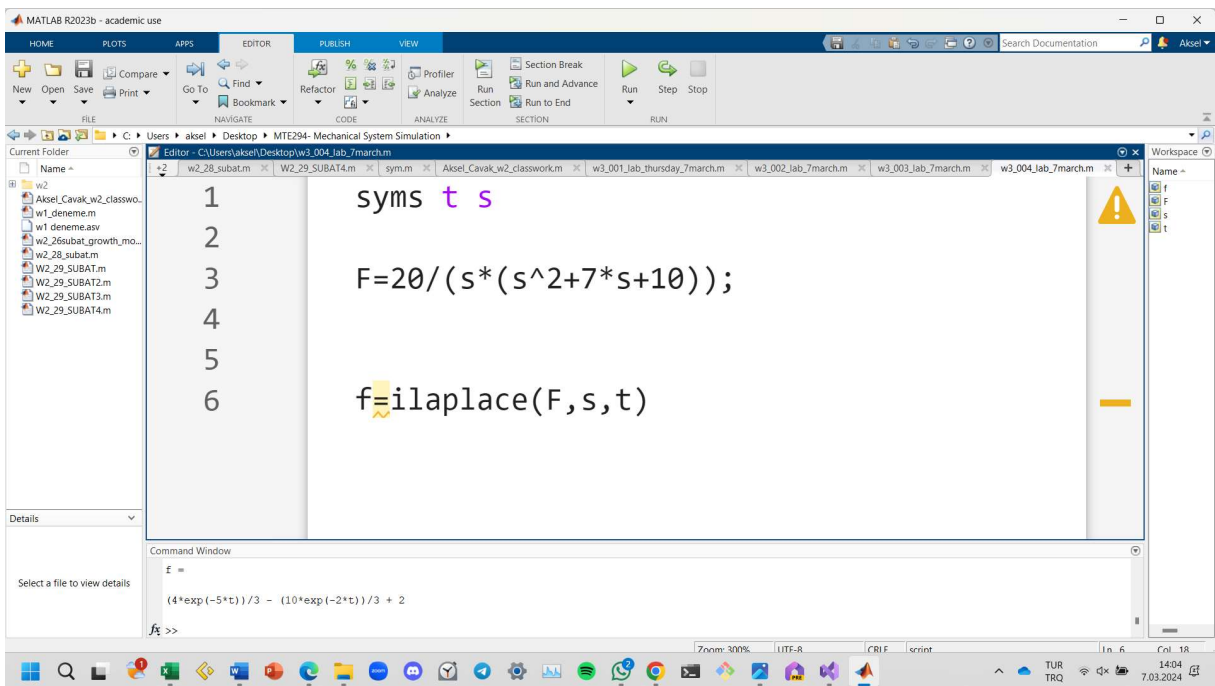 MATLAB R2023b - academic use
HOME PLOTS APPS EDITOR PUBLISH VIEW
Search Documentation Aksel
New Open Save Compare Print
Go To Find Bookmark
Refactor
Profiler Analyze
Run Section Section Break Run and Advance Run to End
Run Step Stop
FILE NAVIGATE CODE ANALYZE SECTION RUN
C: Users aksel Desktop MTE294- Mechanical System Simulation
Current Folder
Name
w2
Aksel_Cavak_w2_classwo...
w1_deneme.m
w1 deneme.asv
w2_26subat_growth_mo...
w2_28_subat.m
W2_29_SUBAT.m
W2_29_SUBAT2.m
W2_29_SUBAT3.m
W2_29_SUBAT4.m
Details
Select a file to view details
Editor - C:\Users\aksel\Desktop\w3_004_lab_7march.m
+2 w2_28_subat.m W2_29_SUBAT4.m sym.m Aksel_Cavak_w2_classwork.m w3_001_lab_thursday_7march.m w3_002_lab_7march.m w3_003_lab_7march.m w3_004_lab_7march.m +
1 syms t s
2
3 F=20/(s*(s^2+7*s+10));
4
5
6 f=ilaplace(F,s,t)
Command Window
f =
(4*exp(-5*t))/3 - (10*exp(-2*t))/3 + 2
fx >>
Workspace
Name
f
F
s
t
Zoom: 300% UTF-8 CRLF script Ln 6 Col 18
TUR
TRQ
14:04
7.03.2024